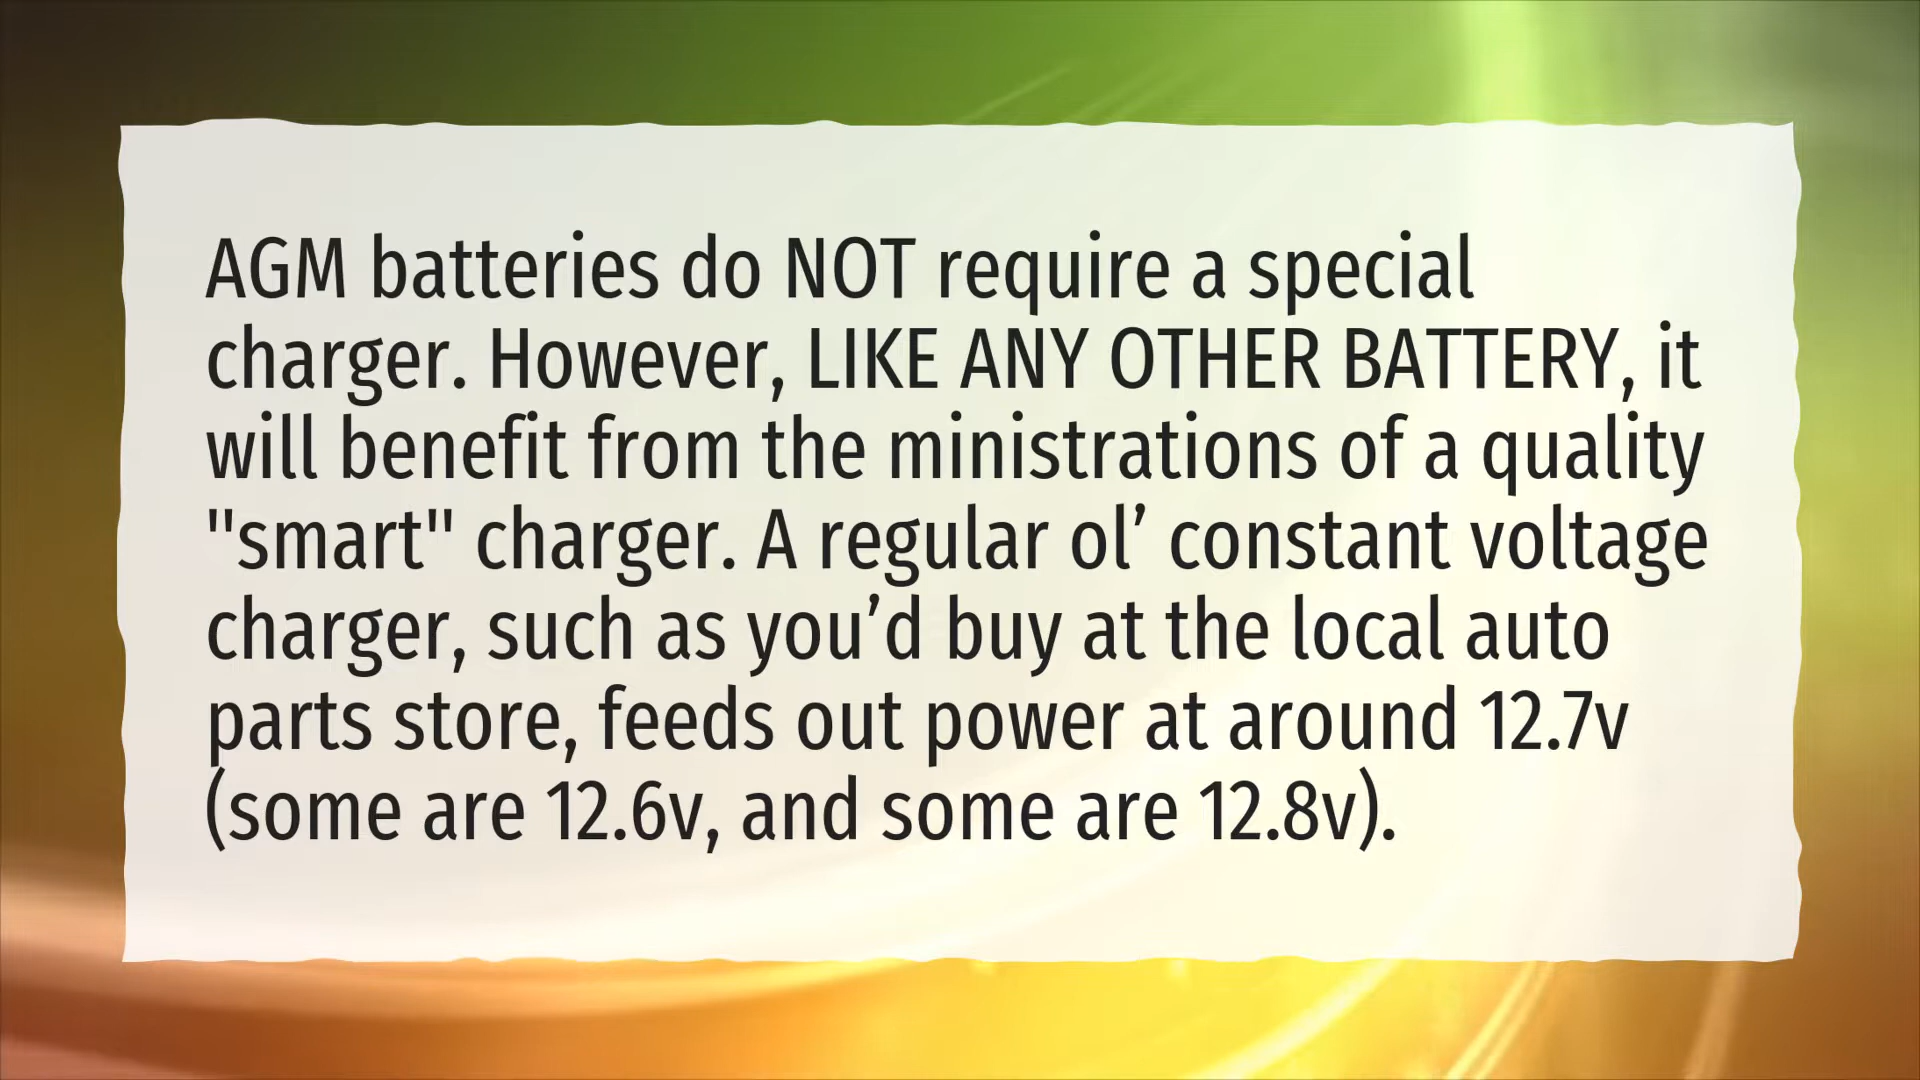 AGM batteries do NOT require a special
charger. However, LIKE ANY OTHER BATTERY, it
will benefit from the ministrations of a quality
"smart" charger. A regular ol’ constant voltage
charger, such as you’d buy at the local auto
parts store, feeds out power at around 12.7v
(some are 12.6v, and some are 12.8v).